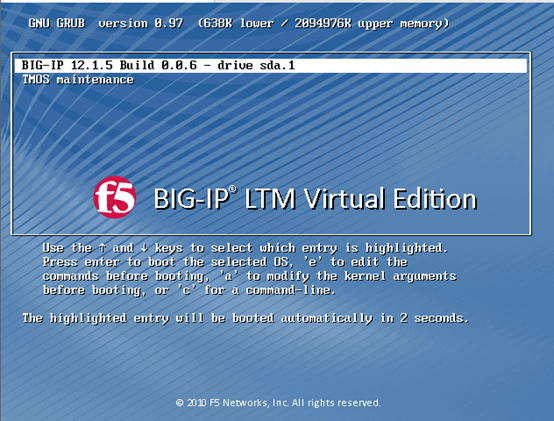 GNU GRUB  version 0.97  (638K lower / 2094976K upper memory)
BIG-IP 12.1.5 Build 0.0.6 - drive sda.1
TMOS maintenance
f5 BIG-IP® LTM Virtual Edition
Use the ↑ and ↓ keys to select which entry is highlighted.
Press enter to boot the selected OS, 'e' to edit the
commands before booting, 'a' to modify the kernel arguments
before booting, or 'c' for a command-line.
The highlighted entry will be booted automatically in 2 seconds.
© 2010 F5 Networks, Inc. All rights reserved.